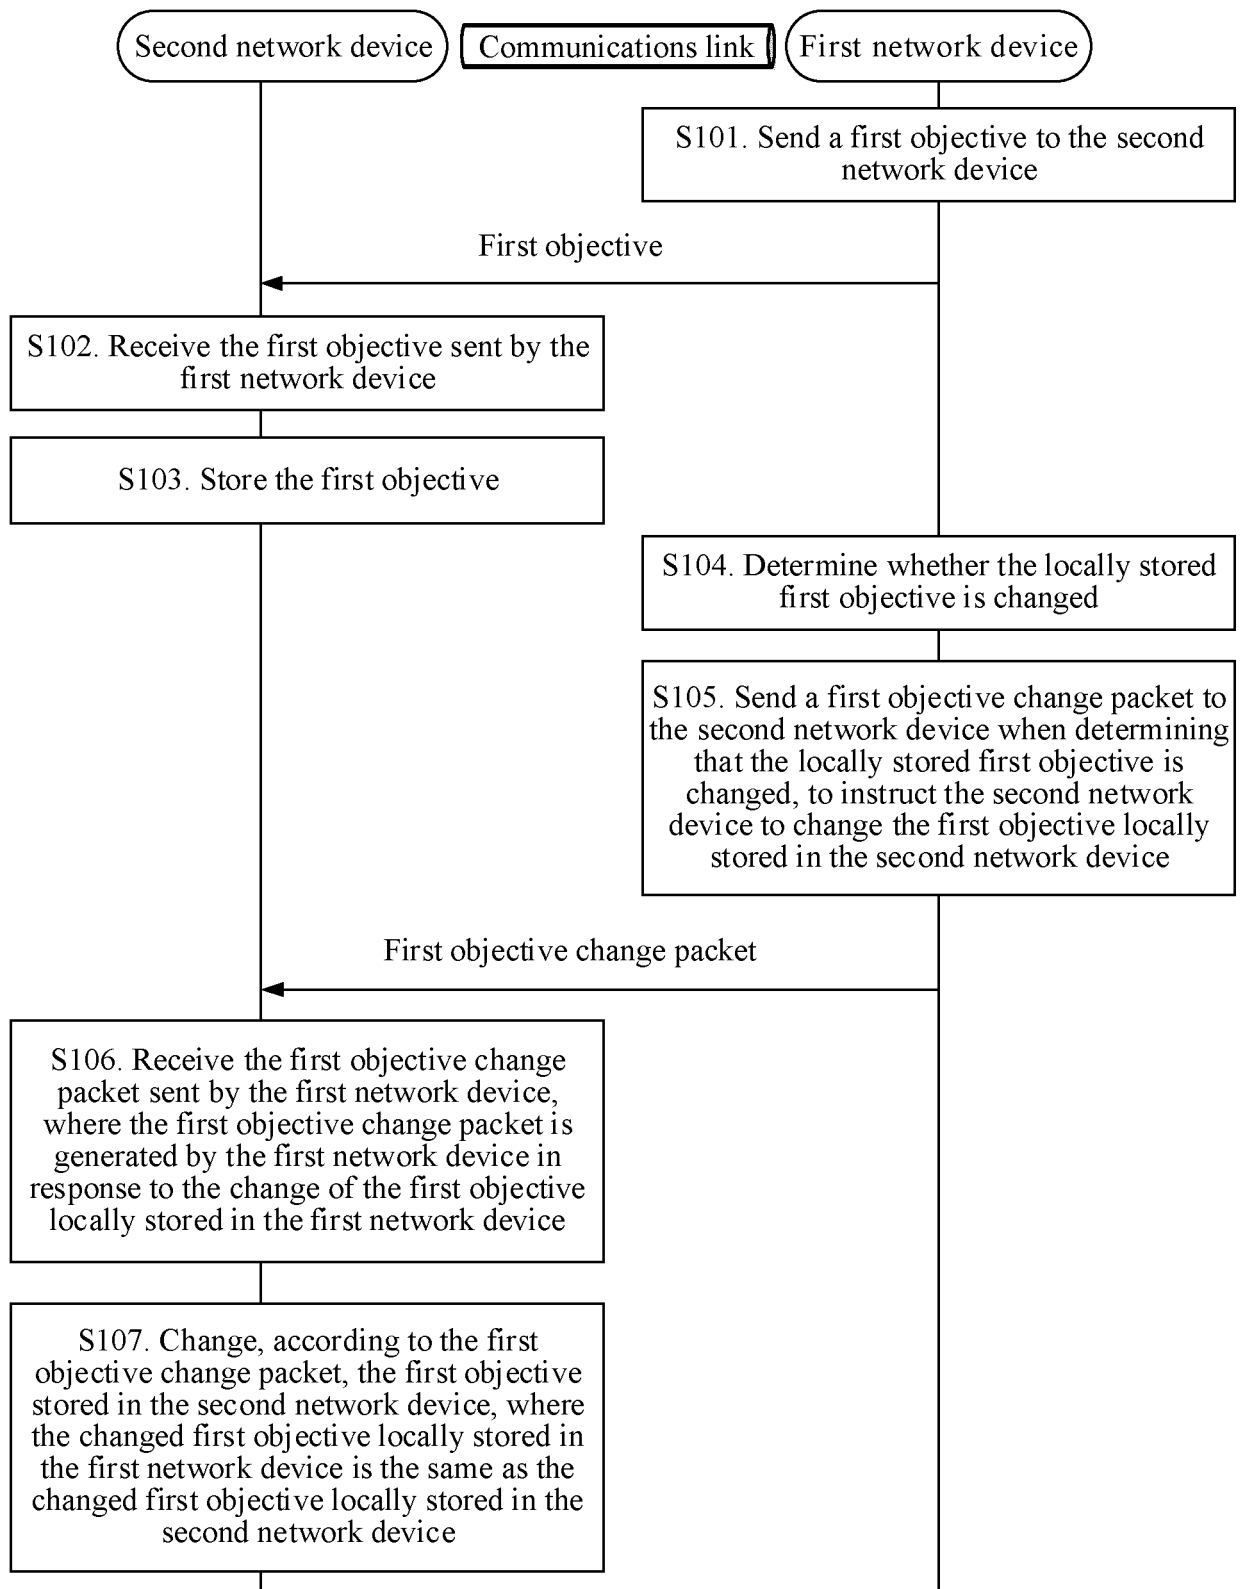 Second network device
Communications link
First network device
S101. Send a first objective to the second
network device
First objective
S102. Receive the first objective sent by the
first network device
S103. Store the first objective
S104. Determine whether the locally stored
first objective is changed
S105. Send a first objective change packet to
the second network device when determining
that the locally stored first objective is
changed, to instruct the second network
device to change the first objective locally
stored in the second network device
First objective change packet
S106. Receive the first objective change
packet sent by the first network device,
where the first objective change packet is
generated by the first network device in
response to the change of the first objective
locally stored in the first network device
S107. Change, according to the first
objective change packet, the first objective
stored in the second network device, where
the changed first objective locally stored in
the first network device is the same as the
changed first objective locally stored in the
second network device